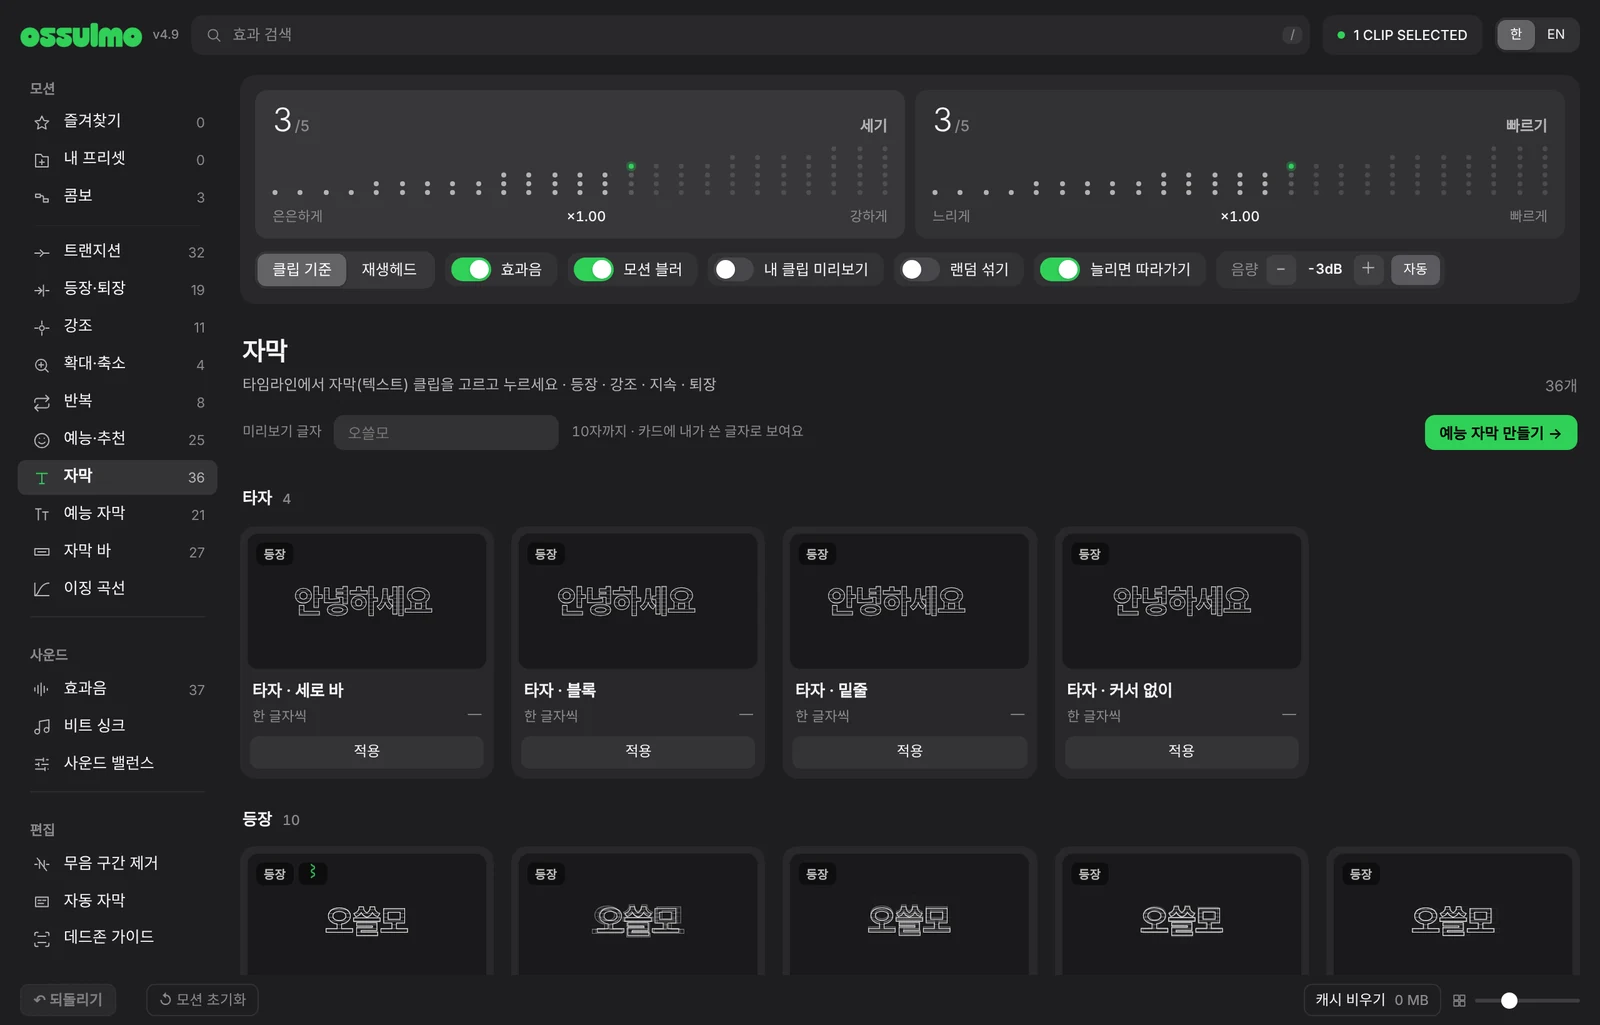 ossulmo v4.9
효과 검색
/
1 CLIP SELECTED
한 EN
모션
즐겨찾기 0
내 프리셋 0
콤보 3
트랜지션 32
등장·퇴장 19
강조 11
확대·축소 4
반복 8
예능·추천 25
자막 36
예능 자막 21
자막 바 27
이징 곡선
사운드
효과음 37
비트 싱크
사운드 밸런스
편집
무음 구간 제거
자동 자막
데드존 가이드
3/5 세기
은은하게 ×1.00 강하게
3/5 빠르기
느리게 ×1.00 빠르게
클립 기준 재생헤드 효과음 모션 블러 내 클립 미리보기 랜덤 섞기 늘리면 따라가기 음량 − -3dB + 자동
자막
타임라인에서 자막(텍스트) 클립을 고르고 누르세요 · 등장 · 강조 · 지속 · 퇴장 36개
미리보기 글자 오쓸모 10자까지 · 카드에 내가 쓴 글자로 보여요 예능 자막 만들기 →
타자 4
등장 등장 등장 등장
안녕하세요 안녕하세요 안녕하세요 안녕하세요
타자 · 세로 바 타자 · 블록 타자 · 밑줄 타자 · 커서 없이
한 글자씩 — 한 글자씩 — 한 글자씩 — 한 글자씩 —
적용 적용 적용 적용
등장 10
등장 등장 등장 등장 등장
오쓸모 오쓸모 오쓸모 오쓸모 오쓸모
↶ 되돌리기 모션 초기화 캐시 비우기 0 MB